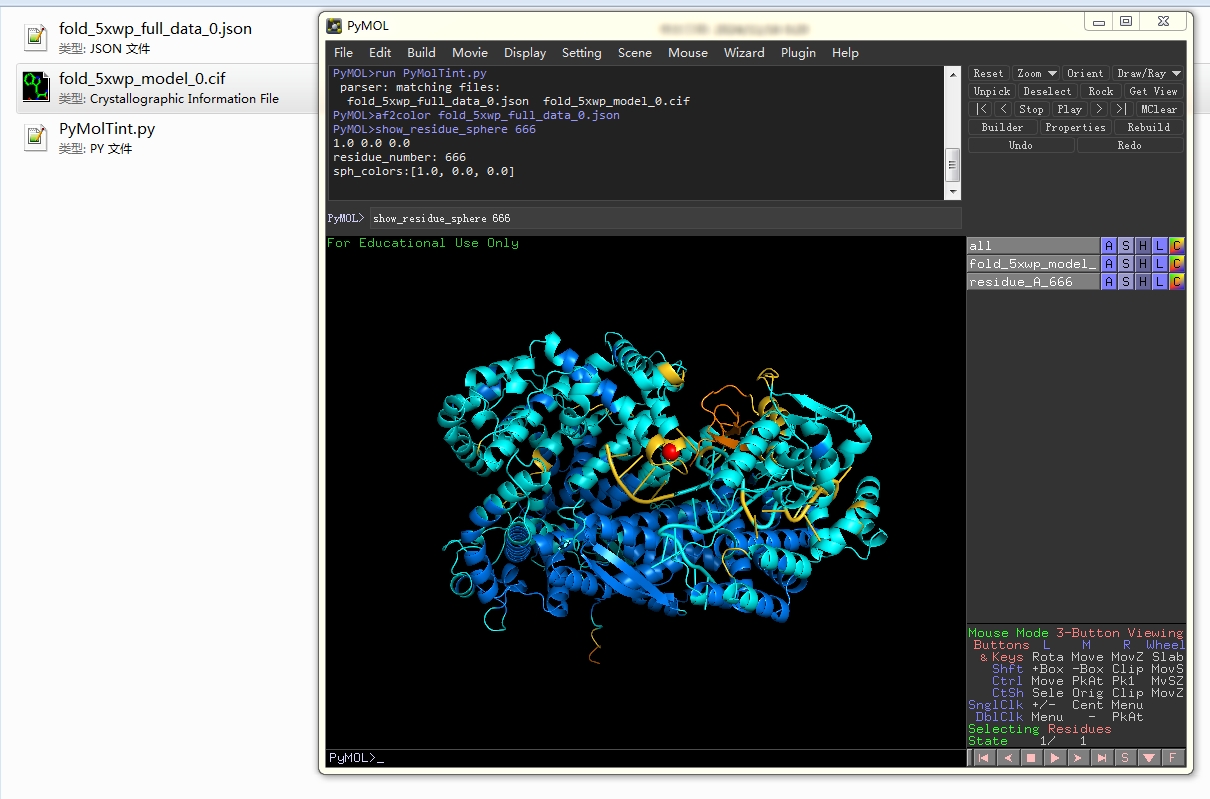 fold_5xwp_full_data_0.json
类型: JSON 文件
fold_5xwp_model_0.cif
类型: Crystallographic Information File
PyMolTint.py
类型: PY 文件
PyMOL
File Edit Build Movie Display Setting Scene Mouse Wizard Plugin Help
PyMOL>run PyMolTint.py
parser: matching files:
fold_5xwp_full_data_0.json fold_5xwp_model_0.cif
PyMOL>af2color fold_5xwp_full_data_0.json
PyMOL>show_residue_sphere 666
1.0 0.0 0.0
residue_number: 666
sph_colors:[1.0, 0.0, 0.0]
PyMOL> show_residue_sphere 666
Reset Zoom Orient Draw/Ray
Unpick Deselect Rock Get View
|< < Stop Play > >| MClear
Builder Properties Rebuild
Undo Redo
For Educational Use Only
all A S H L C
fold_5xwp_model_ A S H L C
residue_A_666 A S H L C
Mouse Mode 3-Button Viewing
Buttons L M R Wheel
& Keys Rota Move MovZ Slab
Shft +Box -Box Clip MovS
Ctrl Move PkAt Pk1 MvSZ
CtSh Sele Orig Clip MovZ
SnglClk +/- Cent Menu
DblClk Menu - PkAt
Selecting Residues
State 1/ 1
PyMOL>_
S F